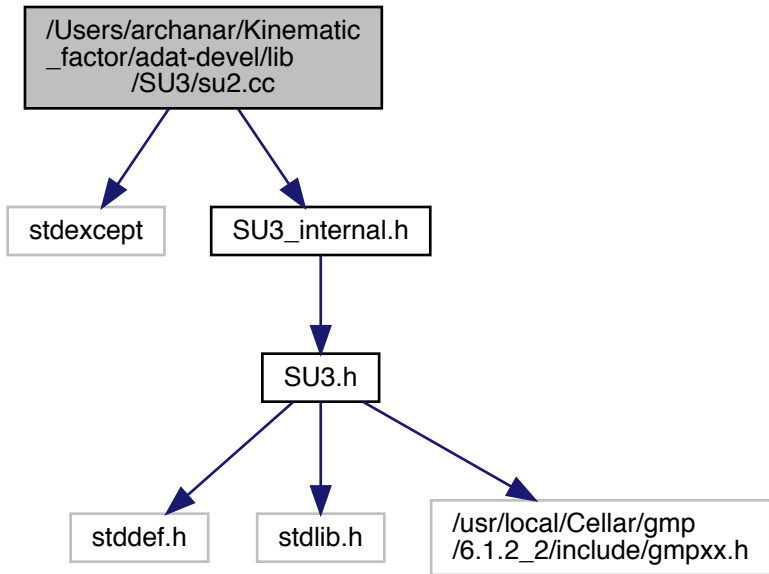 /Users/archanar/Kinematic
_factor/adat-devel/lib
/SU3/su2.cc
stdexcept
SU3_internal.h
SU3.h
stddef.h
stdlib.h
/usr/local/Cellar/gmp
/6.1.2_2/include/gmpxx.h